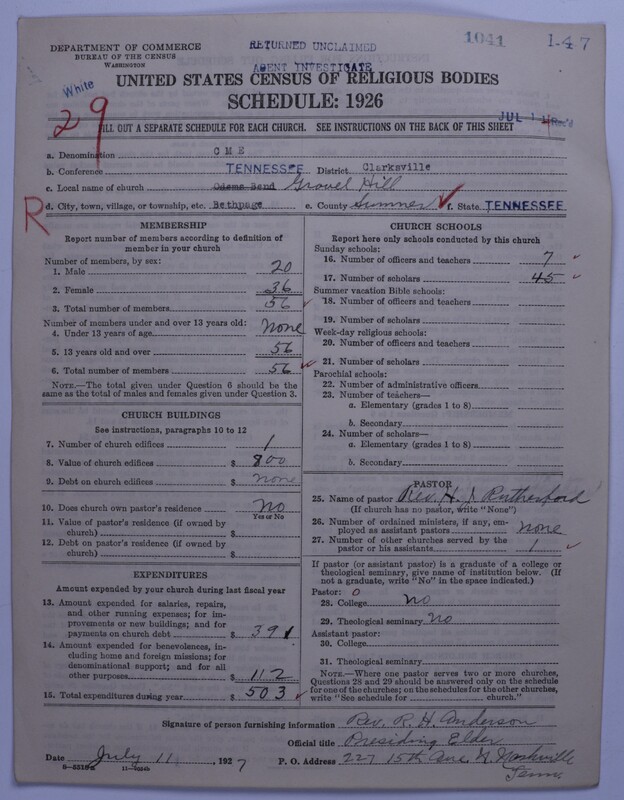 DEPARTMENT OF COMMERCE
BUREAU OF THE CENSUS
WASHINGTON
RETURNED UNCLAIMED
AGENT INVESTIGATE
1041
1-47
White
29
UNITED STATES CENSUS OF RELIGIOUS BODIES
SCHEDULE: 1926
JUL 14 Rec'd
FILL OUT A SEPARATE SCHEDULE FOR EACH CHURCH. SEE INSTRUCTIONS ON THE BACK OF THIS SHEET
a. Denomination C M E
b. Conference TENNESSEE District Clarksville
c. Local name of church Odems Bend Gravel Hill
R d. City, town, village, or township, etc. Bethpage e. County Sumner f. State TENNESSEE
MEMBERSHIP
Report number of members according to definition of
member in your church
Number of members, by sex:
1. Male 20
2. Female 36
3. Total number of members 56
Number of members under and over 13 years old:
4. Under 13 years of age None
5. 13 years old and over 56
6. Total number of members 56
NOTE.—The total given under Question 6 should be
same as the total of males and females given under Question 3.
CHURCH BUILDINGS
See instructions, paragraphs 10 to 12
7. Number of church edifices 1
8. Value of church edifices $ 800
9. Debt on church edifices $ none
10. Does church own pastor's residence No
Yes or No
11. Value of pastor's residence (if owned by
church) $
12. Debt on pastor's residence (if owned by
church) $
EXPENDITURES
Amount expended by your church during last fiscal year
13. Amount expended for salaries, repairs,
and other running expenses; for im-
provements or new buildings; and for
payments on church debt $ 391
14. Amount expended for benevolences, in-
cluding home and foreign missions; for
denominational support; and for all
other purposes $ 112
15. Total expenditures during year $ 503
CHURCH SCHOOLS
Report here only schools conducted by this church
Sunday schools:
16. Number of officers and teachers 7
17. Number of scholars 45
Summer vacation Bible schools:
18. Number of officers and teachers
19. Number of scholars
Week-day religious schools:
20. Number of officers and teachers
21. Number of scholars
Parochial schools:
22. Number of administrative officers
23. Number of teachers—
a. Elementary (grades 1 to 8)
b. Secondary
24. Number of scholars—
a. Elementary (grades 1 to 8)
b. Secondary
PASTOR
25. Name of pastor Rev. H. J. Rutherford
(If church has no pastor, write "None")
26. Number of ordained ministers, if any, em-
ployed as assistant pastors none
27. Number of other churches served by the
pastor or his assistants 1
If pastor (or assistant pastor) is a graduate of a college or
theological seminary, give name of institution below. (If
not a graduate, write "No" in the space indicated.)
Pastor: 0
28. College No
29. Theological seminary No
Assistant pastor:
30. College
31. Theological seminary
NOTE.—Where one pastor serves two or more churches,
Questions 28 and 29 should be answered only on the schedule
for one of the churches; on the schedules for the other churches,
write "See schedule for church."
Signature of person furnishing information Rev. R. H. Anderson
Official title Presiding Elder
Date July 11, 1927 P. O. Address 227 15th Ave N. Nashville
Tenn.